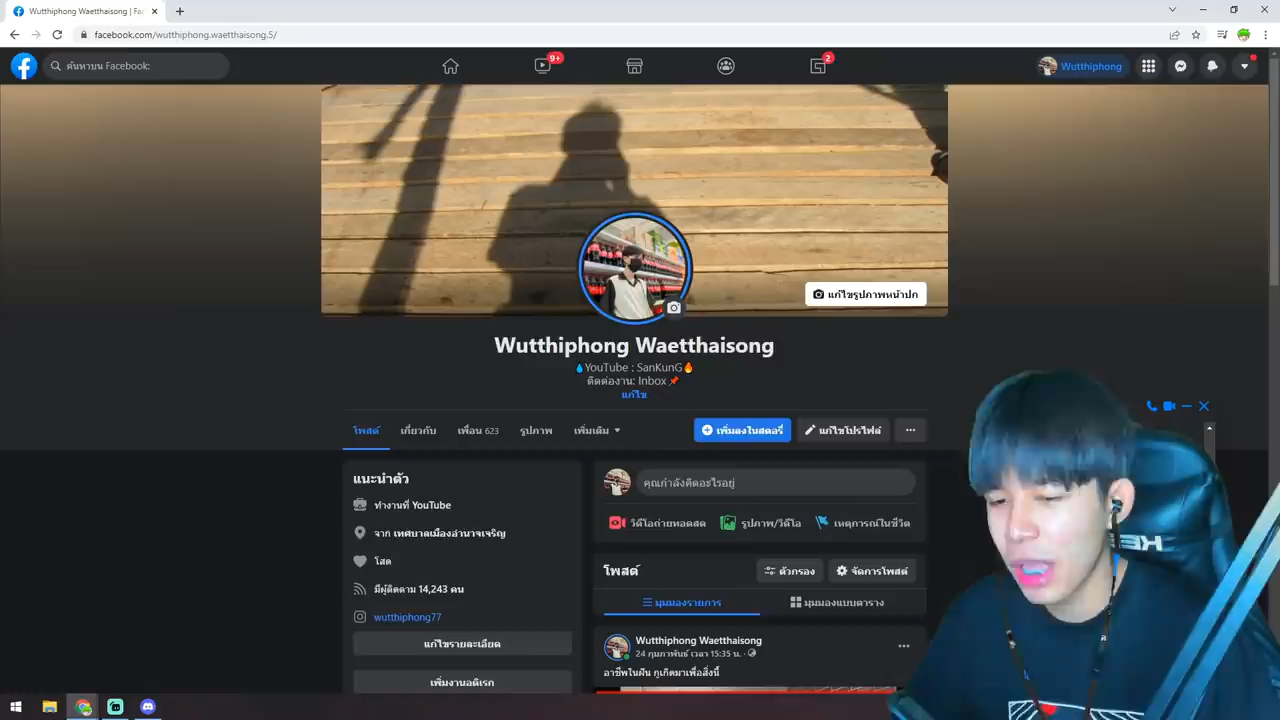 Wutthiphong Waetthaisong | Fac
facebook.com/wutthiphong.waetthaisong.5/
ค้นหาบน Facebook
9+
2
Wutthiphong
แก้ไขรูปภาพหน้าปก
Wutthiphong Waetthaisong
💧YouTube : SanKunG🔥
ติดต่องาน: Inbox📌
แก้ไข
โพสต์
เกี่ยวกับ
เพื่อน 623
รูปภาพ
เพิ่มเติม
เพิ่มลงในสตอรี่
แก้ไขโปรไฟล์
แนะนำตัว
ทำงานที่ YouTube
จาก เทศบาลเมืองอำนาจเจริญ
โสด
มีผู้ติดตาม 14,243 คน
wutthiphong77
แก้ไขรายละเอียด
เพิ่มงานอดิเรก
คุณกำลังคิดอะไรอยู่
วิดีโอถ่ายทอดสด
รูปภาพ/วิดีโอ
เหตุการณ์ในชีวิต
โพสต์
ตัวกรอง
จัดการโพสต์
มุมมองรายการ
มุมมองแบบตาราง
Wutthiphong Waetthaisong
24 กุมภาพันธ์ เวลา 15:35 น.
อาชีพในฝัน กูเกิดมาเพื่อสิ่งนี้